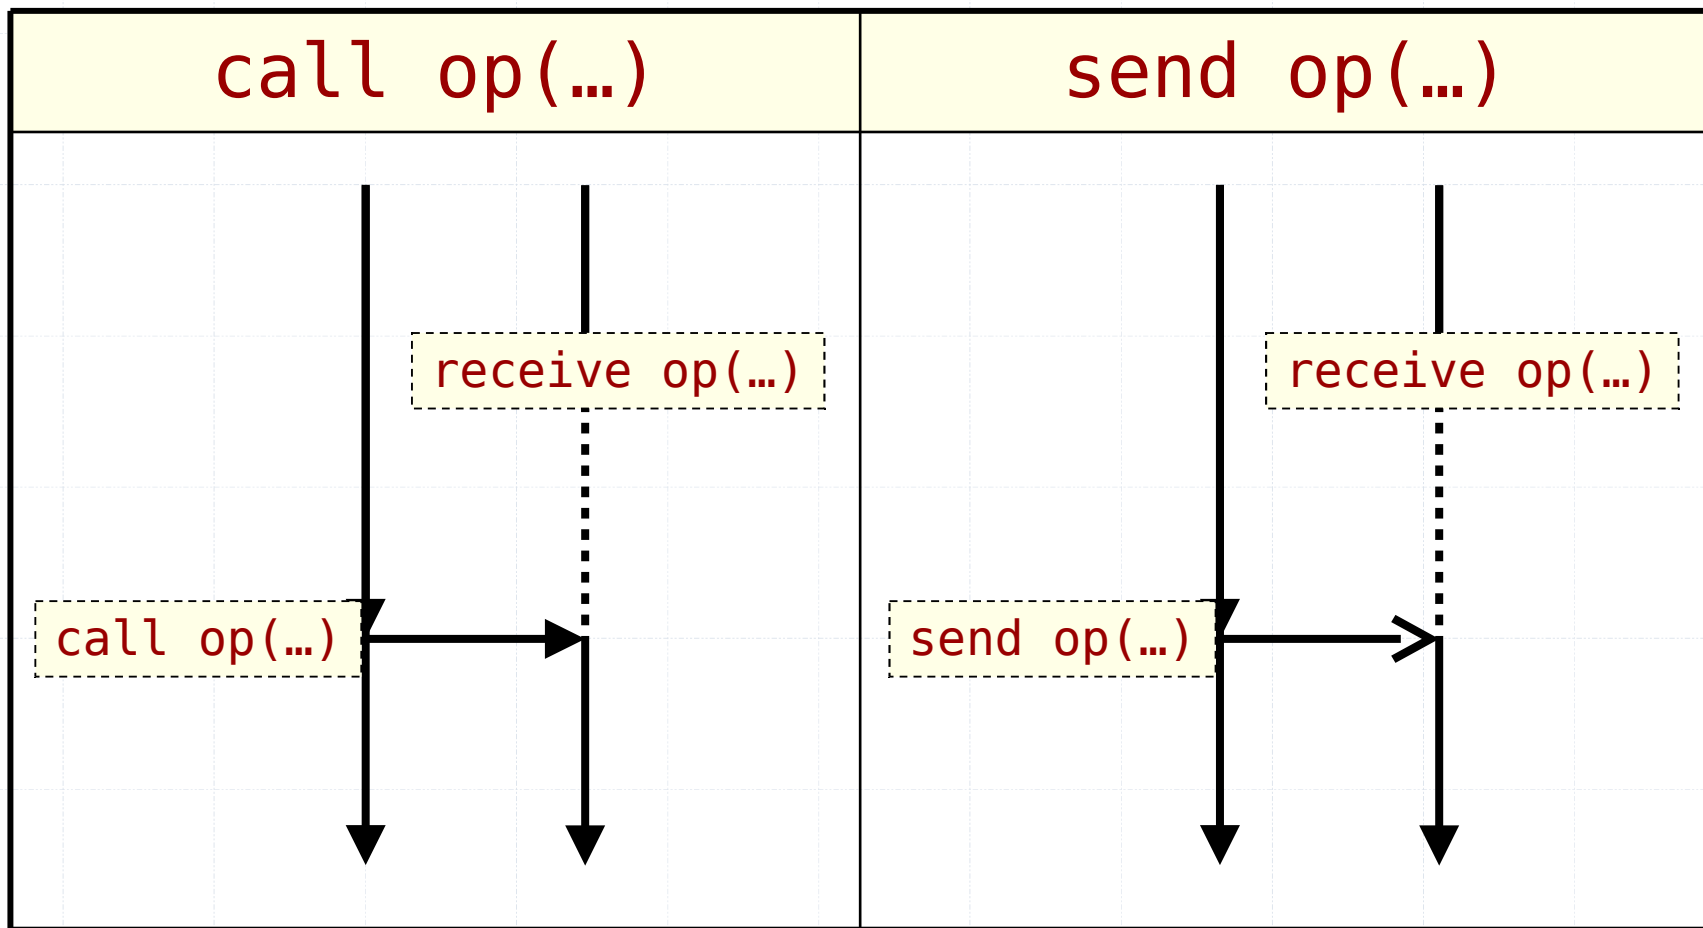 call op(…)
send op(…)
receive op(…)
receive op(…)
call op(…)
send op(…)